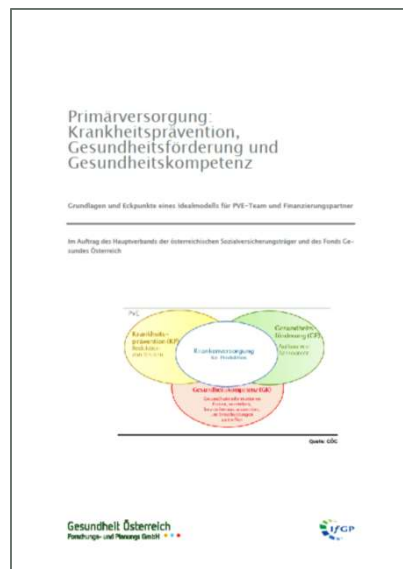 Primärversorgung:
Krankheitsprävention,
Gesundheitsförderung und
Gesundheitskompetenz
Grundlagen und Eckpunkte eines Idealmodells für PVE-Team und Finanzierungspartner
Im Auftrag des Hauptverbands der österreichischen Sozialversicherungsträger und des Fonds Ge-
sundes Österreich
PVE
Krankheits-
prävention (KP)
Gesundheits-
förderung (GF)
Krankenversorgung
Gesundheitskompetenz (GK)
Quelle: GÖG
Gesundheit Österreich
Forschungs- und Planungs GmbH
IfGP